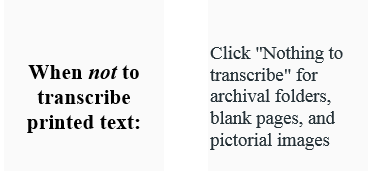 When not to
transcribe
printed text:
Click "Nothing to
transcribe" for
archival folders,
blank pages, and
pictorial images